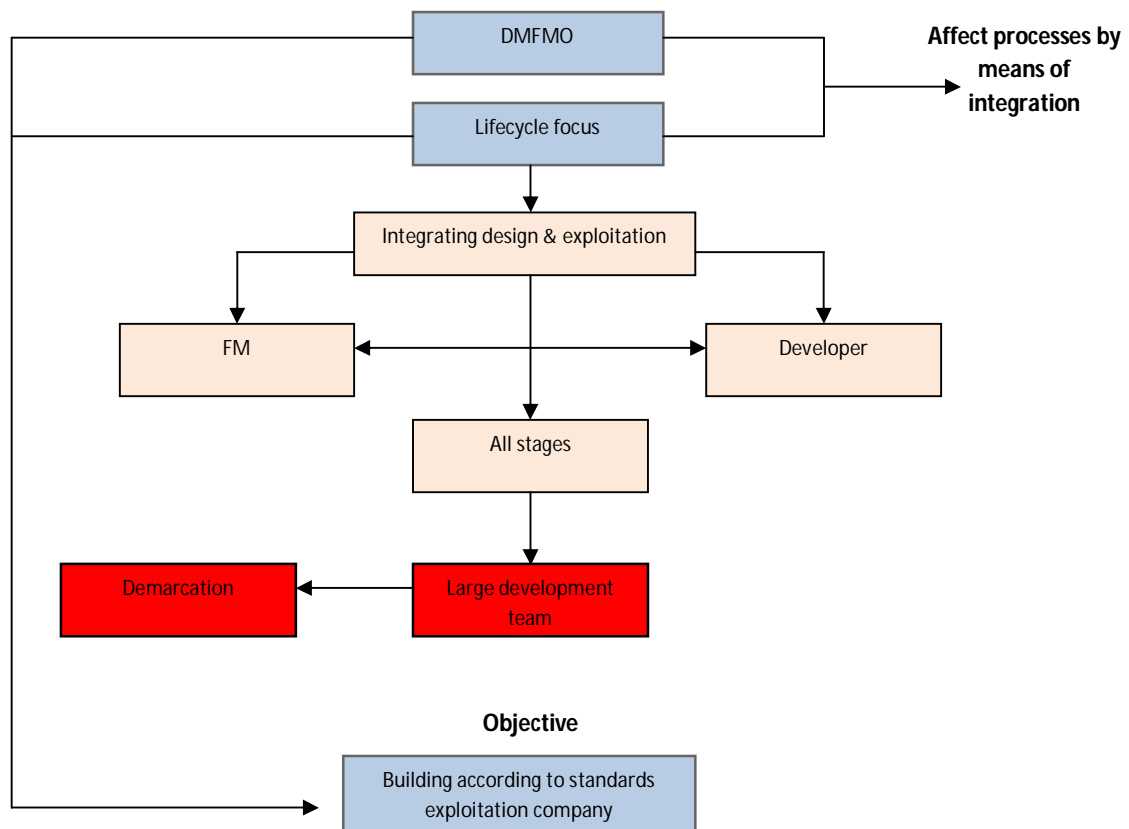 DMFMO
Affect processes by
means of
integration
Lifecycle focus
Integrating design & exploitation
FM
Developer
All stages
Demarcation
Large development
team
Objective
Building according to standards
exploitation company